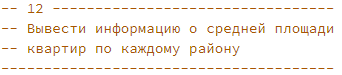 -- 12 ----------------------------------
-- Вывести информацию о средней площади
-- квартир по каждому району
----------------------------------------